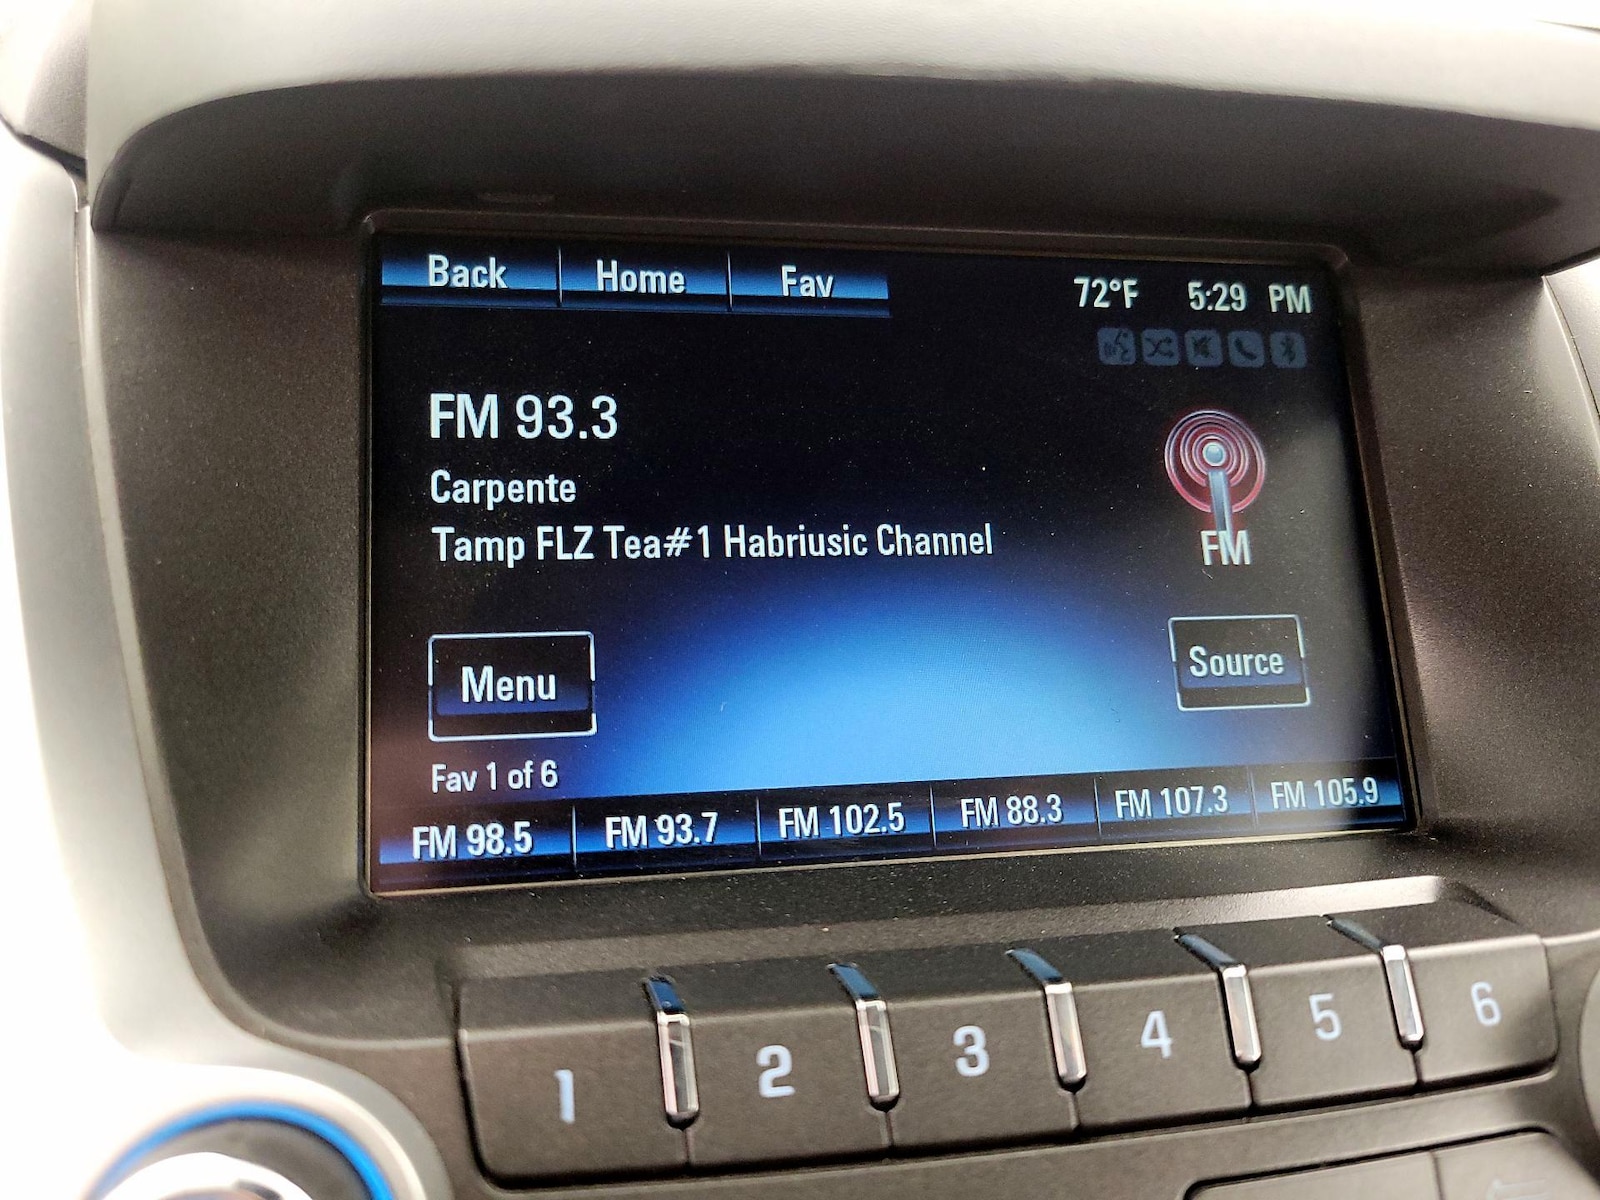 Back Home Fav 72°F 5:29 PM
FM 93.3
Carpente
Tamp FLZ Tea#1 Habriusic Channel
FM
Menu Source
Fav 1 of 6
FM 98.5 FM 93.7 FM 102.5 FM 88.3 FM 107.3 FM 105.9
1 2 3 4 5 6